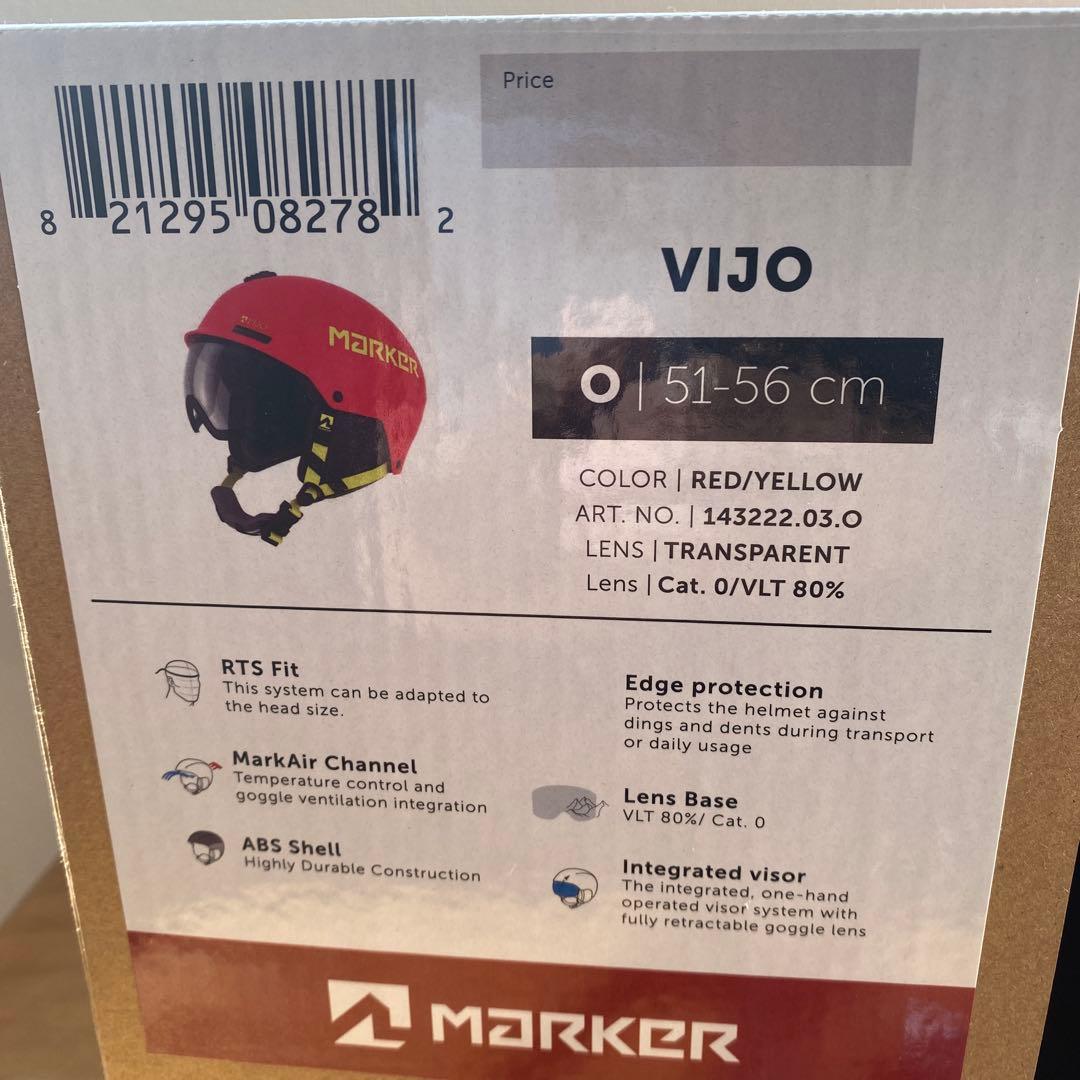 8 21295 08278 2
Price
VIJO
MARKER
O | 51-56 cm
COLOR | RED/YELLOW
ART. NO. | 143222.03.O
LENS | TRANSPARENT
Lens | Cat. 0/VLT 80%
RTS Fit
This system can be adapted to
the head size.
MarkAir Channel
Temperature control and
goggle ventilation integration
ABS Shell
Highly Durable Construction
Edge protection
Protects the helmet against
dings and dents during transport
or daily usage
Lens Base
VLT 80%/ Cat. 0
Integrated visor
The integrated, one-hand
operated visor system with
fully retractable goggle lens
MARKER